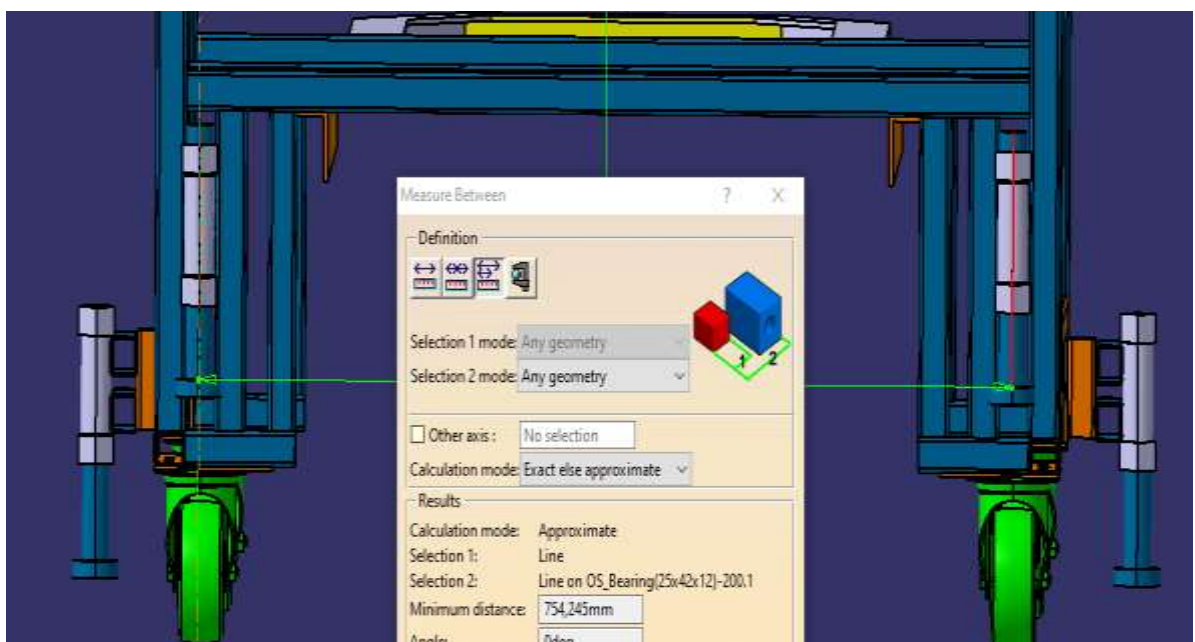 Measure Between ? X
Definition
Selection 1 mode: Any geometry
Selection 2 mode: Any geometry
1 2
Other axis : No selection
Calculation mode: Exact else approximate
Results
Calculation mode: Approximate
Selection 1: Line
Selection 2: Line on OS_Bearing(25x42x12)-200.1
Minimum distance: 754,245mm
Angle: 0deg